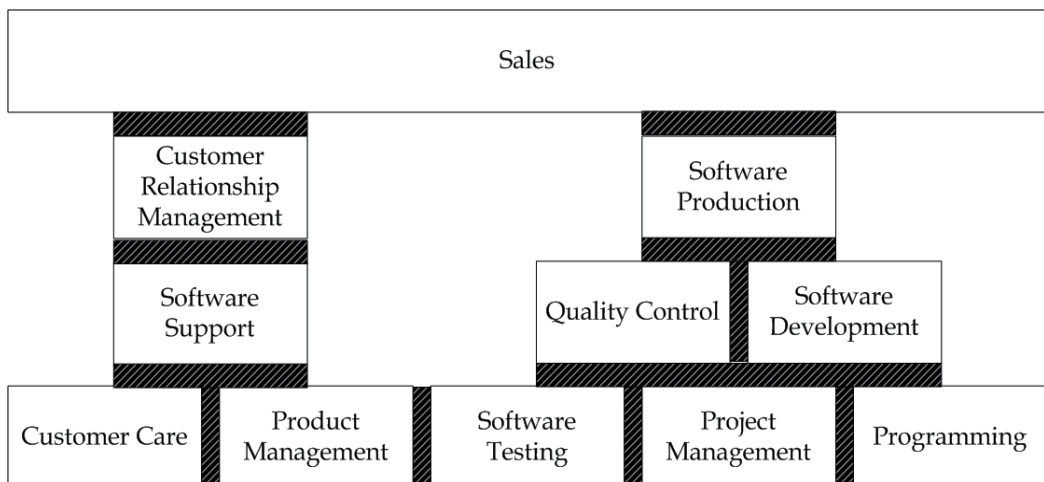 Sales
Customer
Relationship
Management
Software
Production
Software
Support
Quality Control
Software
Development
Customer Care
Product
Management
Software
Testing
Project
Management
Programming